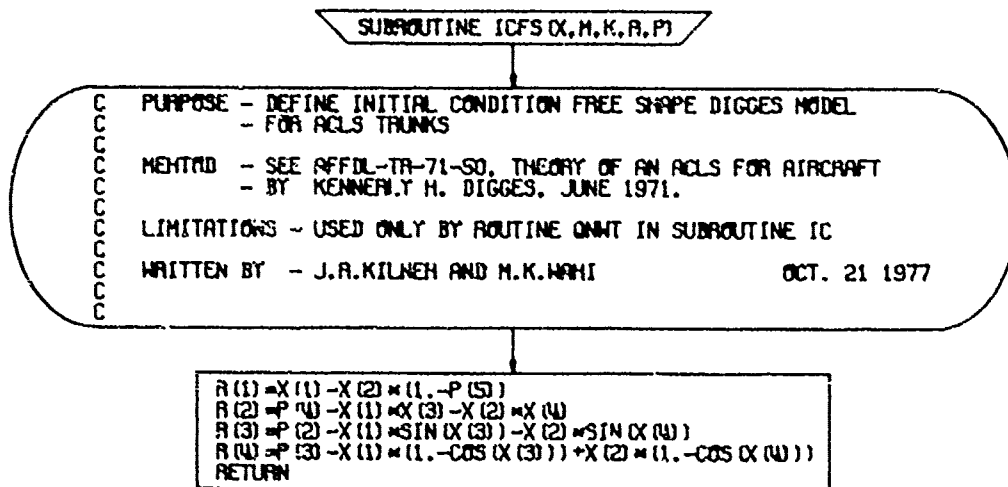 SUBROUTINE ICFS (X,M,K,R,P)
C PURPOSE - DEFINE INITIAL CONDITION FREE SHAPE DIGGES MODEL
C - FOR ACLS TRUNKS
C
C MEHTOD - SEE AFFDL-TR-71-50, THEORY OF AN ACLS FOR AIRCRAFT
C - BY KENNERLY H. DIGGES, JUNE 1971.
C
C LIMITATIONS - USED ONLY BY ROUTINE QNWT IN SUBROUTINE IC
C
C WRITTEN BY - J.R.KILNER AND M.K.WAHI OCT. 21 1977
C
C
R(1)=X(1)-X(2)*(1.-P(5))
R(2)=P(4)-X(1)*X(3)-X(2)*X(4)
R(3)=P(2)-X(1)*SIN(X(3))-X(2)*SIN(X(4))
R(4)=P(3)-X(1)*(1.-COS(X(3)))+X(2)*(1.-COS(X(4)))
RETURN